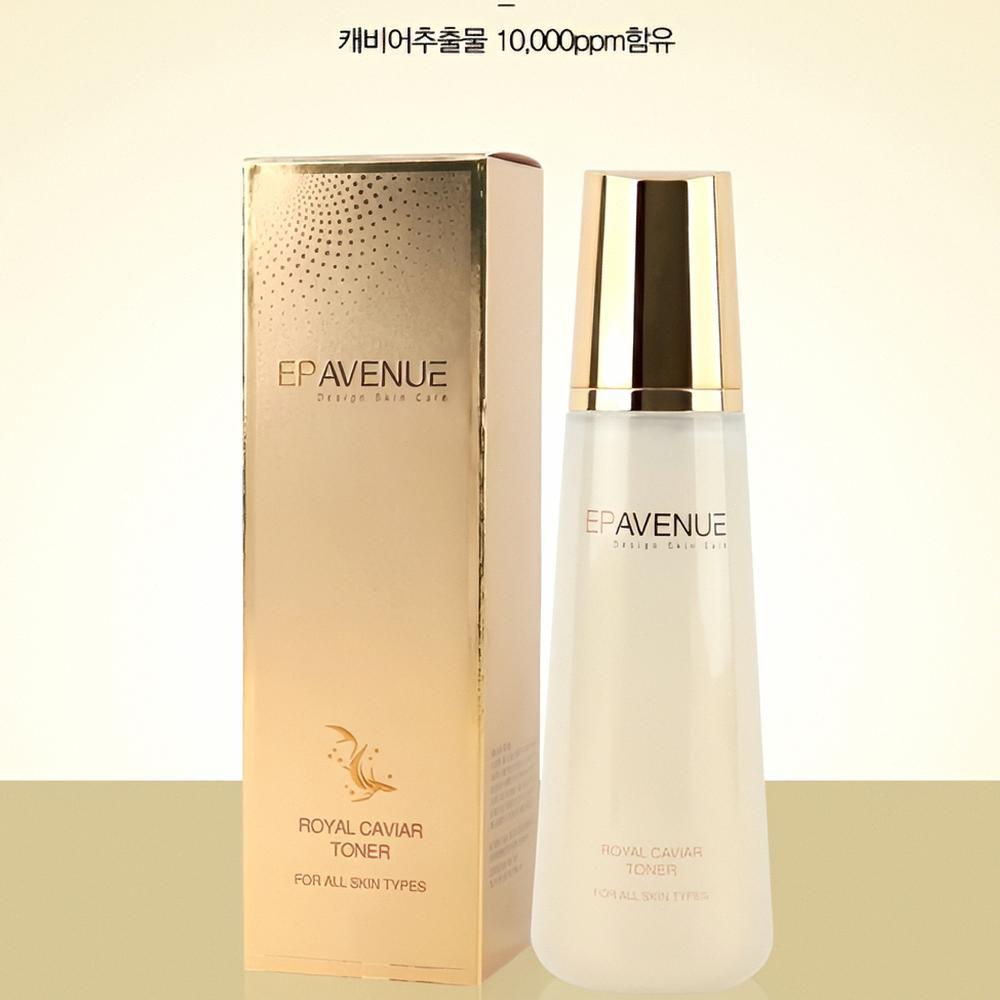 캐비어추출물 10,000ppm함유
EPAVENUE
Design Skin Care
ROYAL CAVIAR
TONER
FOR ALL SKIN TYPES
EPAVENUE
Design Skin Care
ROYAL CAVIAR
TONER
FOR ALL SKIN TYPES